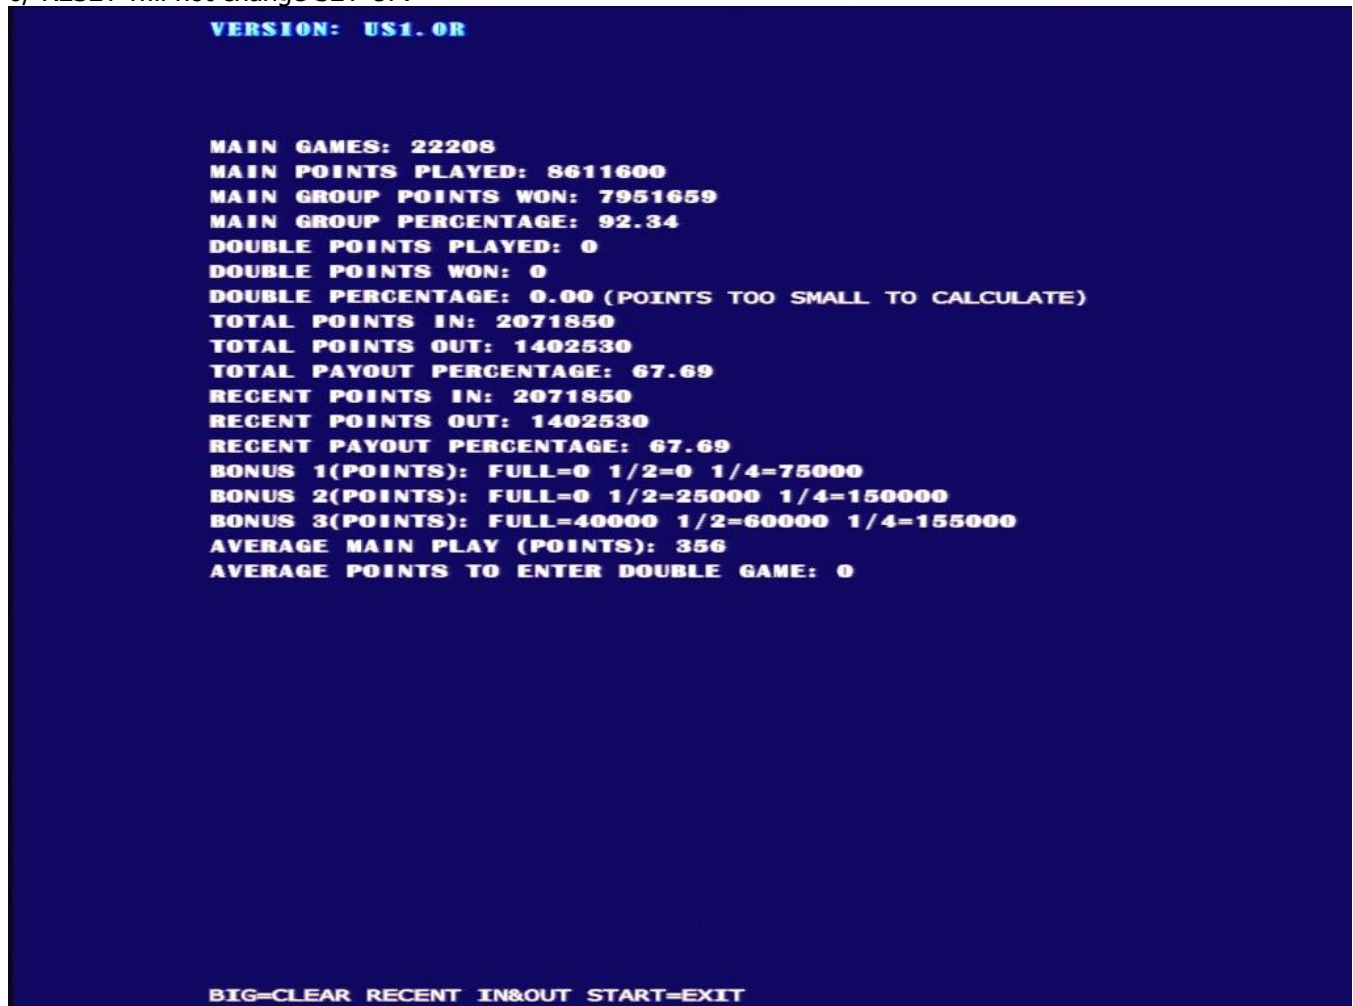 RESET will not change SET-UP.
VERSION: US1.0R
MAIN GAMES: 22208
MAIN POINTS PLAYED: 8611600
MAIN GROUP POINTS WON: 7951659
MAIN GROUP PERCENTAGE: 92.34
DOUBLE POINTS PLAYED: 0
DOUBLE POINTS WON: 0
DOUBLE PERCENTAGE: 0.00 (POINTS TOO SMALL TO CALCULATE)
TOTAL POINTS IN: 2071850
TOTAL POINTS OUT: 1402530
TOTAL PAYOUT PERCENTAGE: 67.69
RECENT POINTS IN: 2071850
RECENT POINTS OUT: 1402530
RECENT PAYOUT PERCENTAGE: 67.69
BONUS 1(POINTS): FULL=0 1/2=0 1/4=75000
BONUS 2(POINTS): FULL=0 1/2=25000 1/4=150000
BONUS 3(POINTS): FULL=40000 1/2=60000 1/4=155000
AVERAGE MAIN PLAY (POINTS): 356
AVERAGE POINTS TO ENTER DOUBLE GAME: 0
BIG=CLEAR RECENT IN&OUT START=EXIT